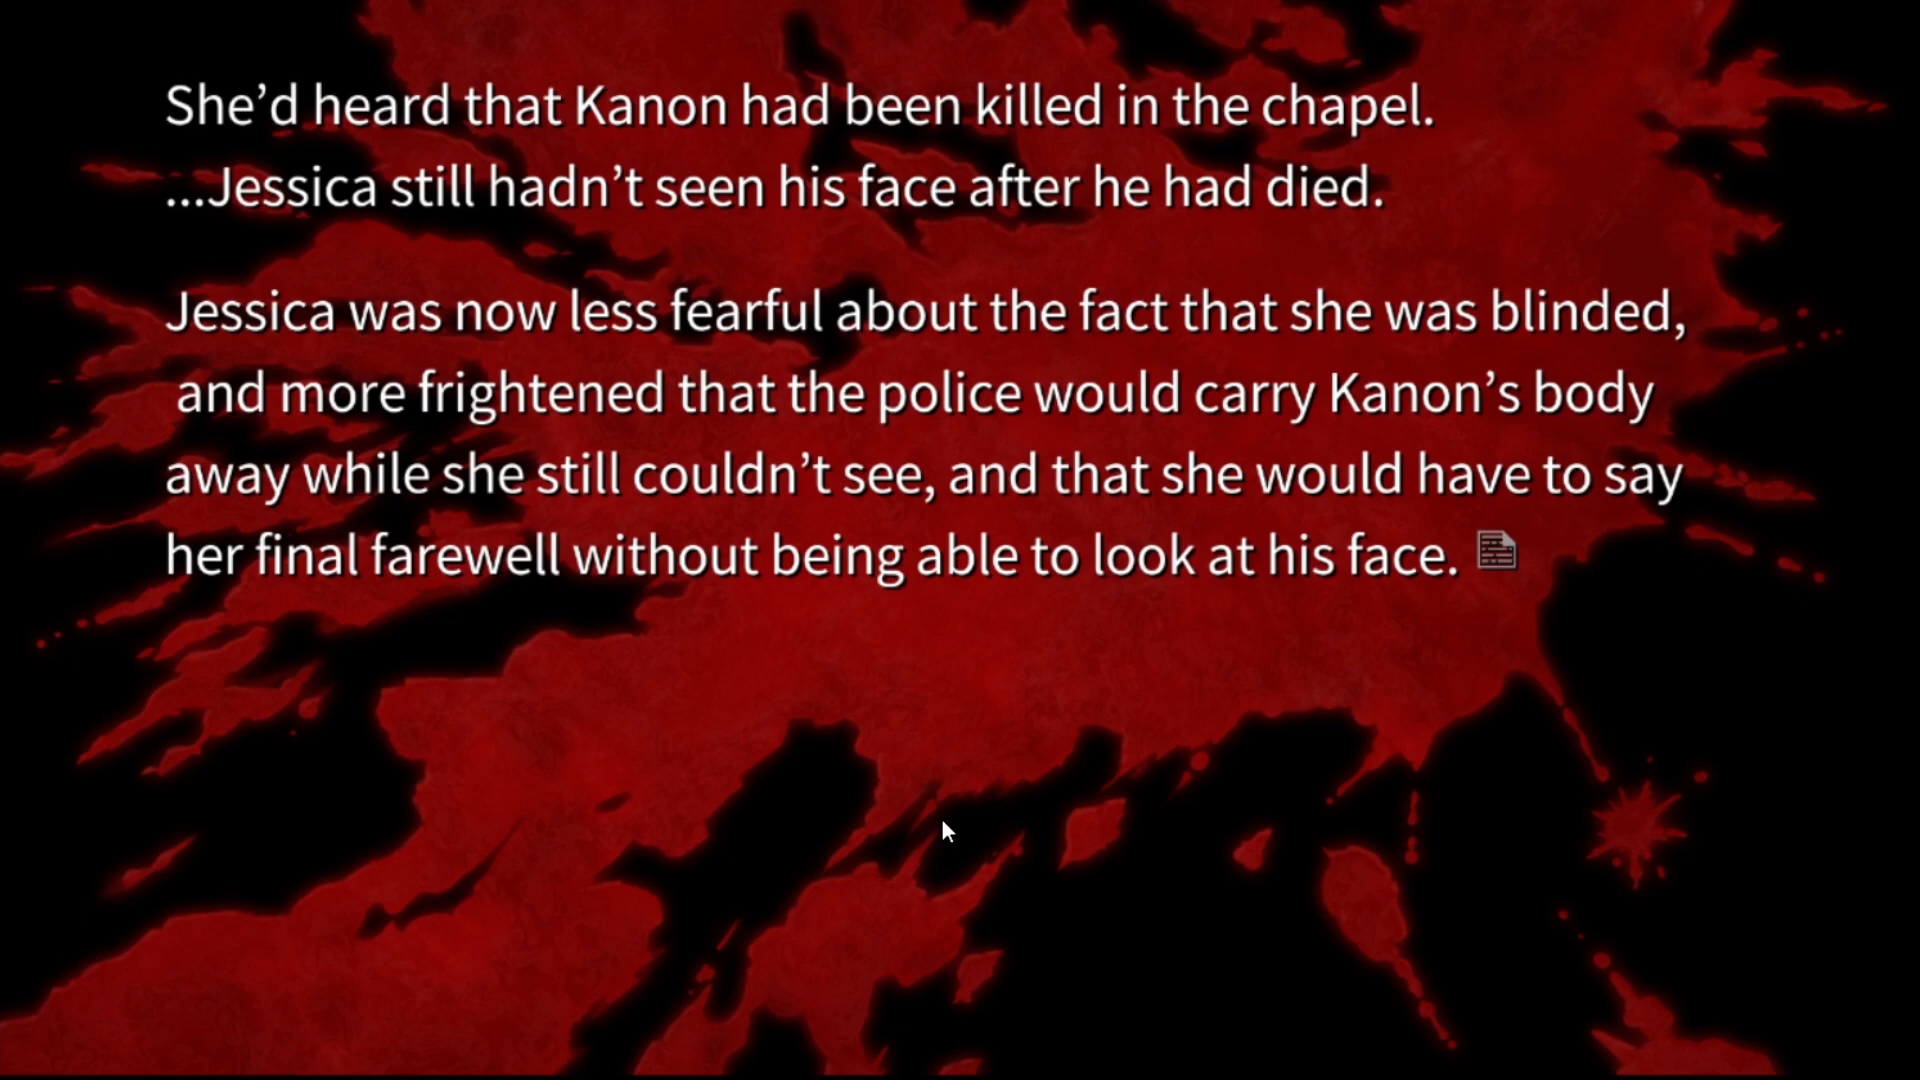 She’d heard that Kanon had been killed in the chapel.
...Jessica still hadn’t seen his face after he had died.
Jessica was now less fearful about the fact that she was blinded,
and more frightened that the police would carry Kanon’s body
away while she still couldn’t see, and that she would have to say
her final farewell without being able to look at his face.